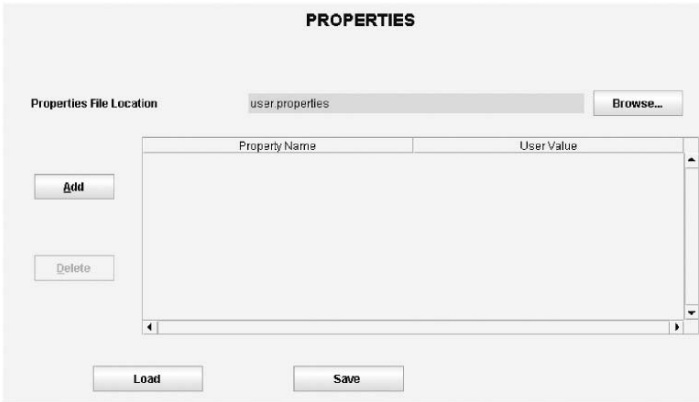 PROPERTIES
Properties File Location user.properties Browse...
Property Name User Value
Add
Delete
Load Save